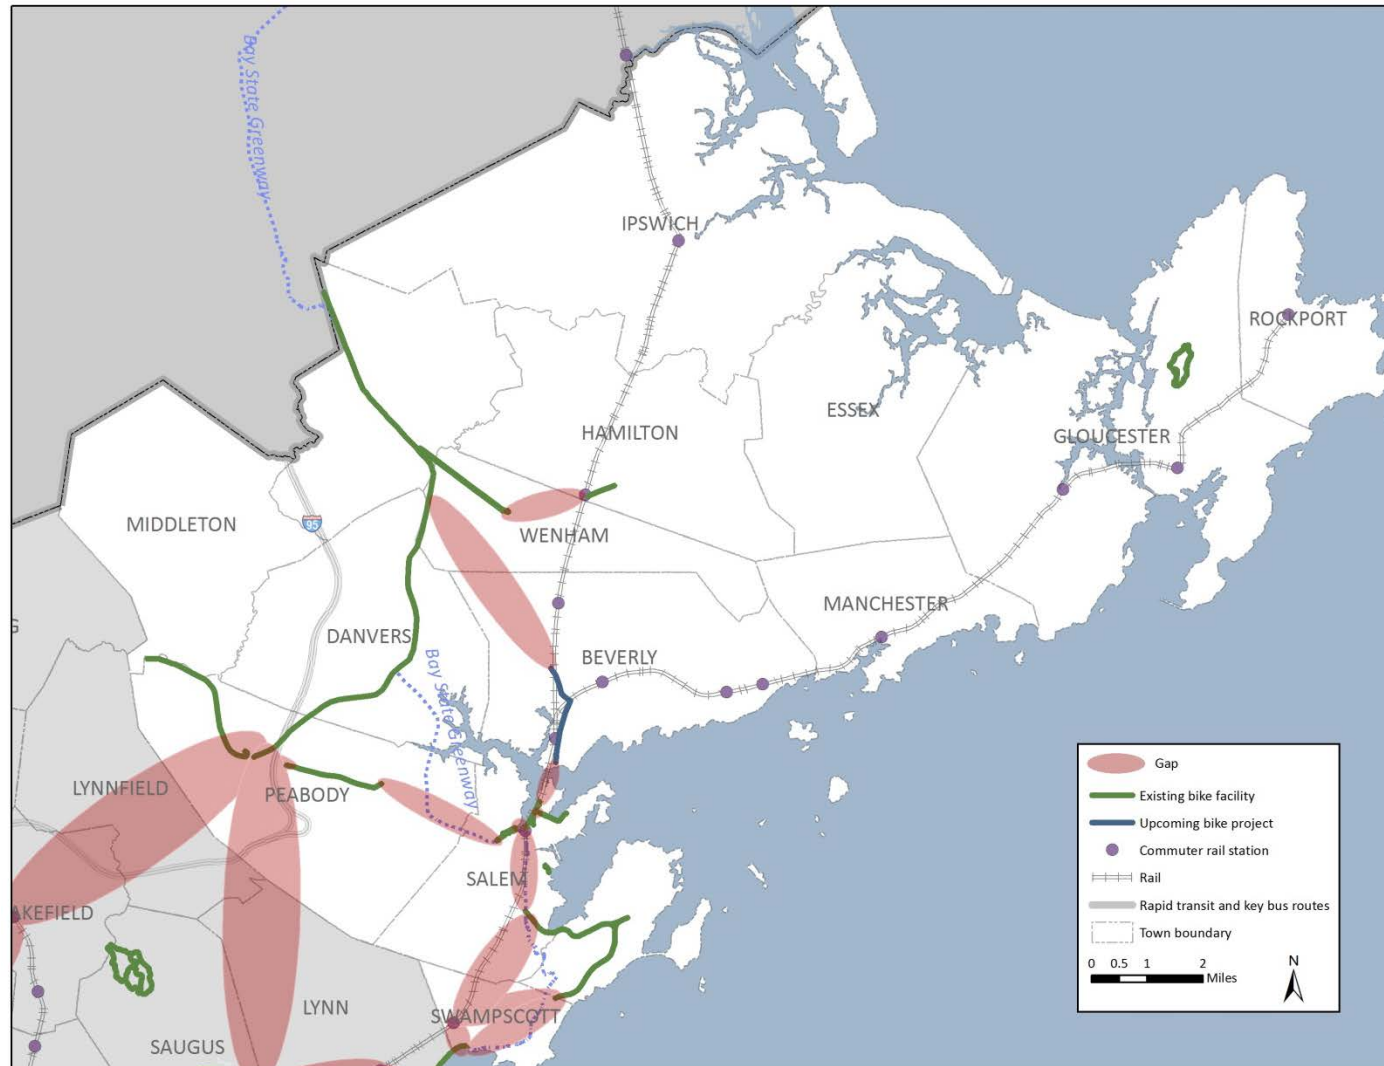 Bay State Greenway
IPSWICH
ROCKPORT
ESSEX
HAMILTON
GLOUCESTER
MIDDLETON
95
WENHAM
MANCHESTER
DANVERS
BEVERLY
Bay State Greenway
LYNNFIELD
PEABODY
SALEM
AKEFIELD
LYNN
SWAMPSCOTT
SAUGUS
Gap
Existing bike facility
Upcoming bike project
Commuter rail station
Rail
Rapid transit and key bus routes
Town boundary
0 0.5 1 2
Miles
N